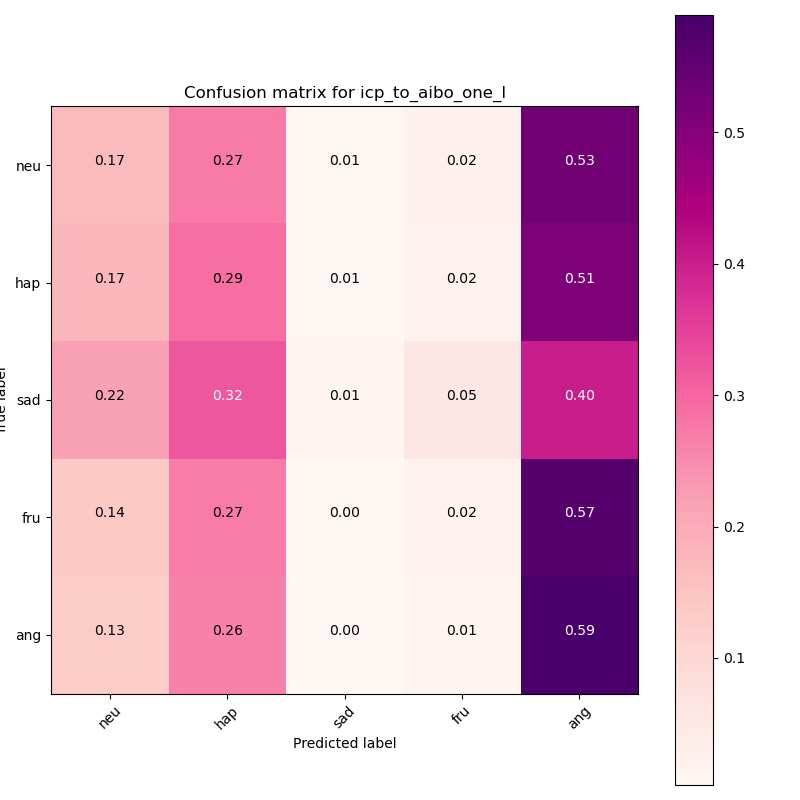 Confusion matrix for icp_to_aibo_one_l
neu 0.17 0.27 0.01 0.02 0.53
hap 0.17 0.29 0.01 0.02 0.51
sad 0.22 0.32 0.01 0.05 0.40
fru 0.14 0.27 0.00 0.02 0.57
ang 0.13 0.26 0.00 0.01 0.59
neu hap sad fru ang
Predicted label
label
0.5
0.4
0.3
0.2
0.1